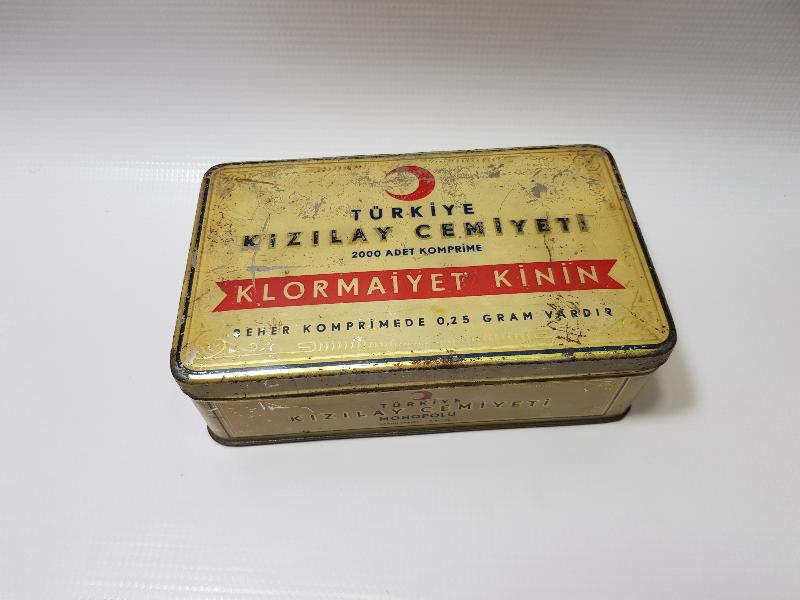 TÜRKİYE
KIZILAY CEMİYETİ
2000 ADET KOMPRİME
KLORMAİYET KİNİN
BEHER KOMPRİMEDE 0,25 GRAM VARDIR
TÜRKİYE
KIZILAY CEMİYETİ
MONOPOLU